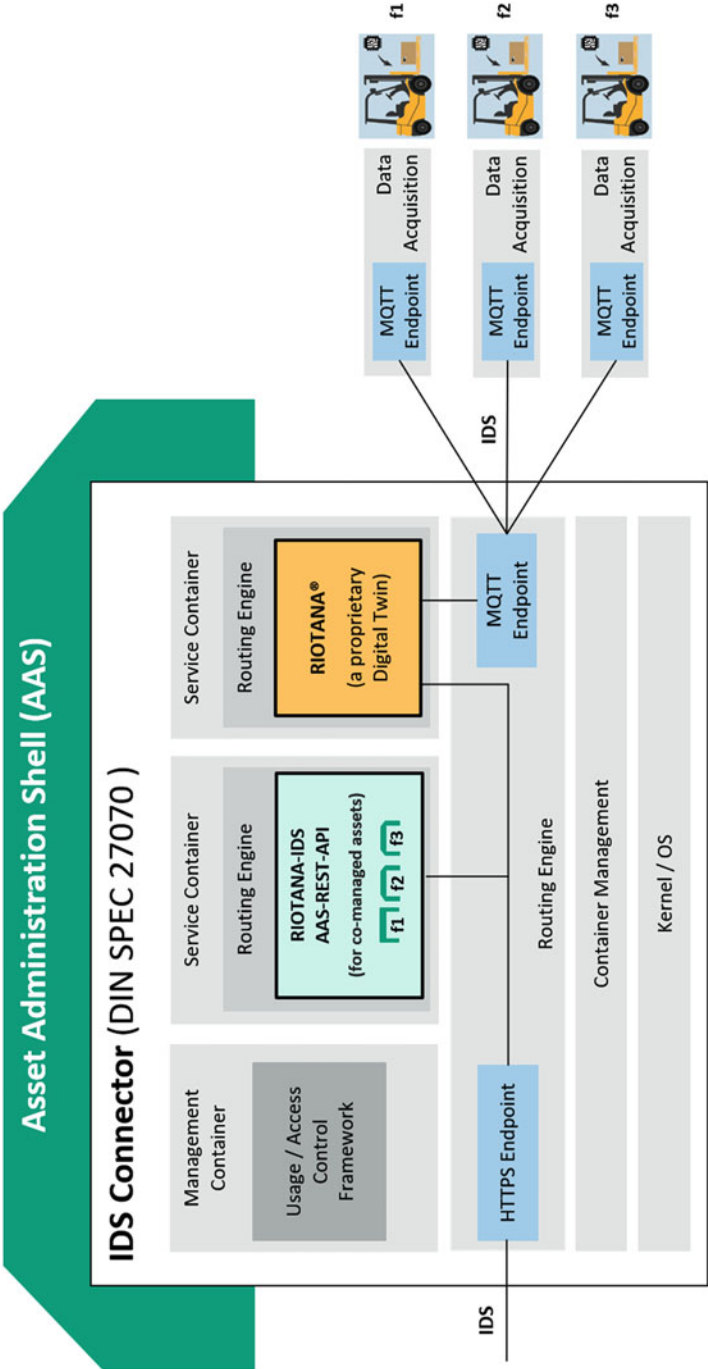 Asset Administration Shell (AAS)
IDS Connector (DIN SPEC 27070 )
Management
Container
Usage / Access
Control
Framework
Service Container
Routing Engine
RIOTANA-IDS
AAS-REST-API
(for co-managed assets)
f1 f2 f3
Service Container
Routing Engine
RIOTANA®
(a proprietary
Digital Twin)
IDS
HTTPS Endpoint
Routing Engine
MQTT
Endpoint
Container Management
Kernel / OS
IDS
MQTT
Endpoint
Data
Acquisition
f1
MQTT
Endpoint
Data
Acquisition
f2
MQTT
Endpoint
Data
Acquisition
f3